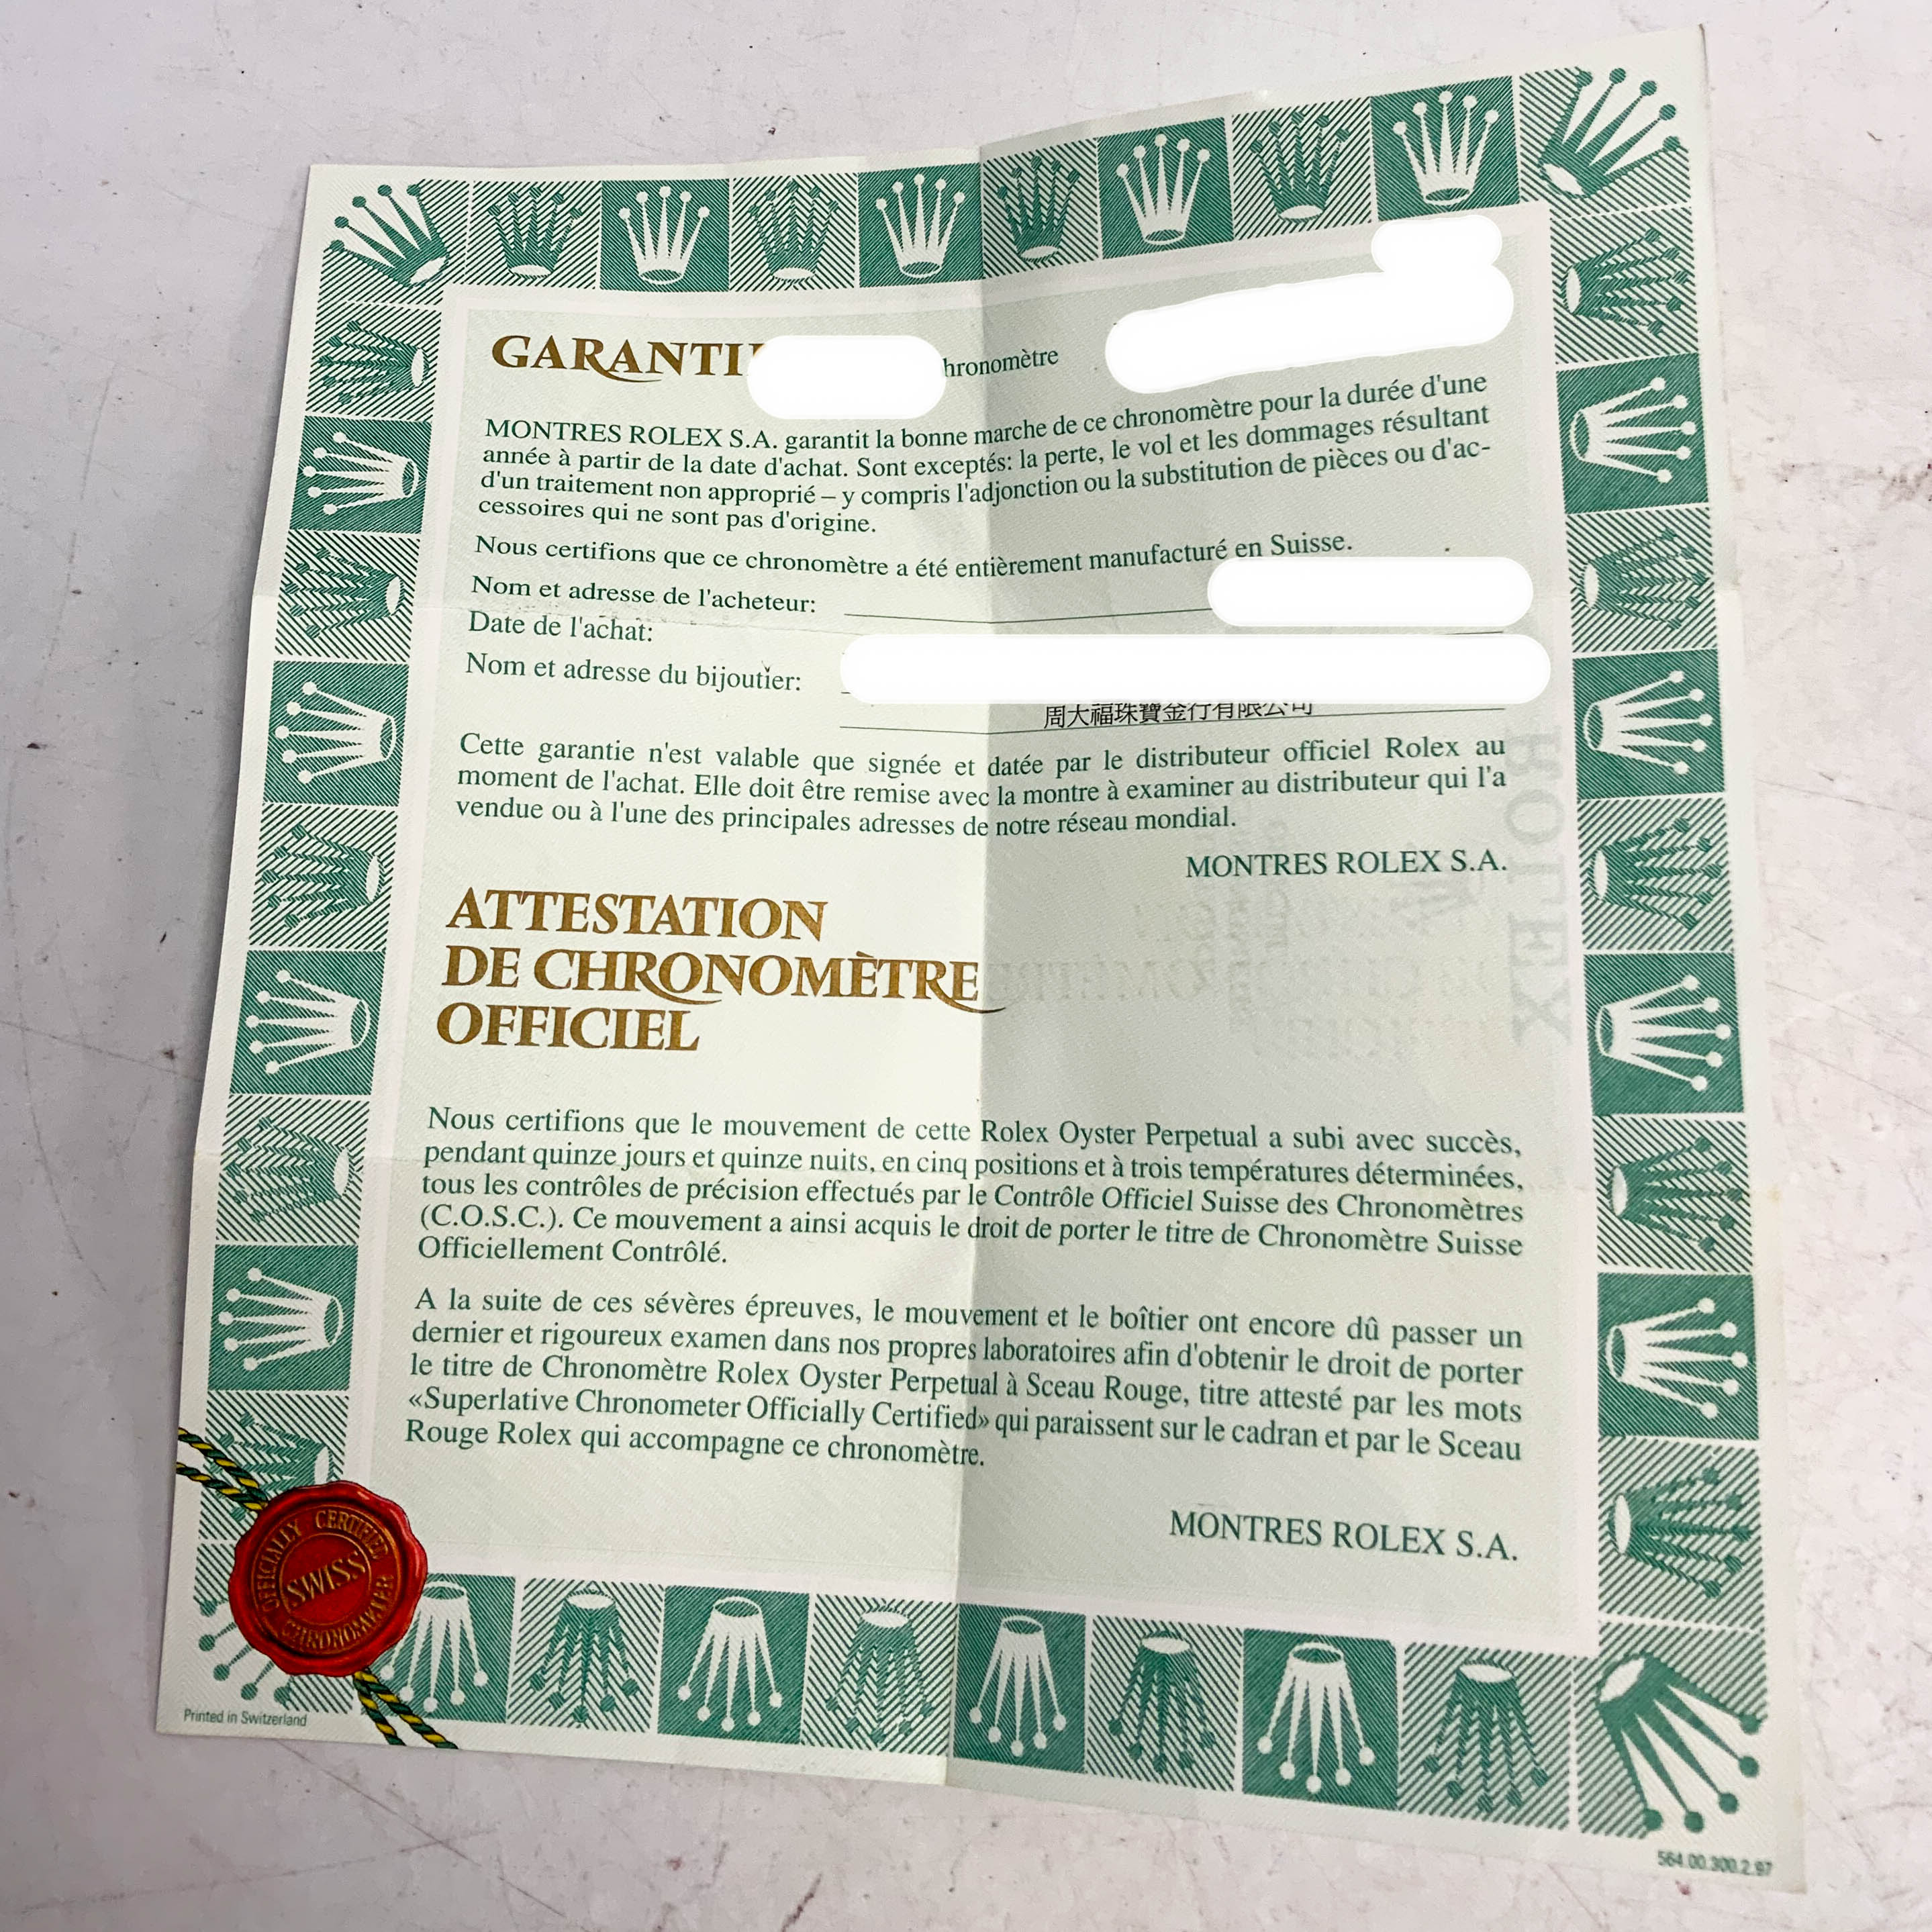 GARANTI
hronomètre
MONTRES ROLEX S.A. garantit la bonne marche de ce chronomètre pour la durée d'une
année à partir de la date d'achat. Sont exceptés: la perte, le vol et les dommages résultant
d'un traitement non approprié – y compris l'adjonction ou la substitution de pièces ou d'ac-
cessoires qui ne sont pas d'origine.
Nous certifions que ce chronomètre a été entièrement manufacturé en Suisse.
Nom et adresse de l'acheteur:
Date de l'achat:
Nom et adresse du bijoutier:
周大福珠寶金行有限公司
Cette garantie n'est valable que signée et datée par le distributeur officiel Rolex au
moment de l'achat. Elle doit être remise avec la montre à examiner au distributeur qui l'a
vendue ou à l'une des principales adresses de notre réseau mondial.
MONTRES ROLEX S.A.
ATTESTATION
DE CHRONOMÈTRE
OFFICIEL
Nous certifions que le mouvement de cette Rolex Oyster Perpetual a subi avec succès,
pendant quinze jours et quinze nuits, en cinq positions et à trois températures déterminées,
tous les contrôles de précision effectués par le Contrôle Officiel Suisse des Chronomètres
(C.O.S.C.). Ce mouvement a ainsi acquis le droit de porter le titre de Chronomètre Suisse
Officiellement Contrôlé.
A la suite de ces sévères épreuves, le mouvement et le boîtier ont encore dû passer un
dernier et rigoureux examen dans nos propres laboratoires afin d'obtenir le droit de porter
le titre de Chronomètre Rolex Oyster Perpetual à Sceau Rouge, titre attesté par les mots
«Superlative Chronometer Officially Certified» qui paraissent sur le cadran et par le Sceau
Rouge Rolex qui accompagne ce chronomètre.
MONTRES ROLEX S.A.
OFFICIALLY CERTIFIED
SWISS
CHRONOMETER
Printed in Switzerland
564.00.300.2.97